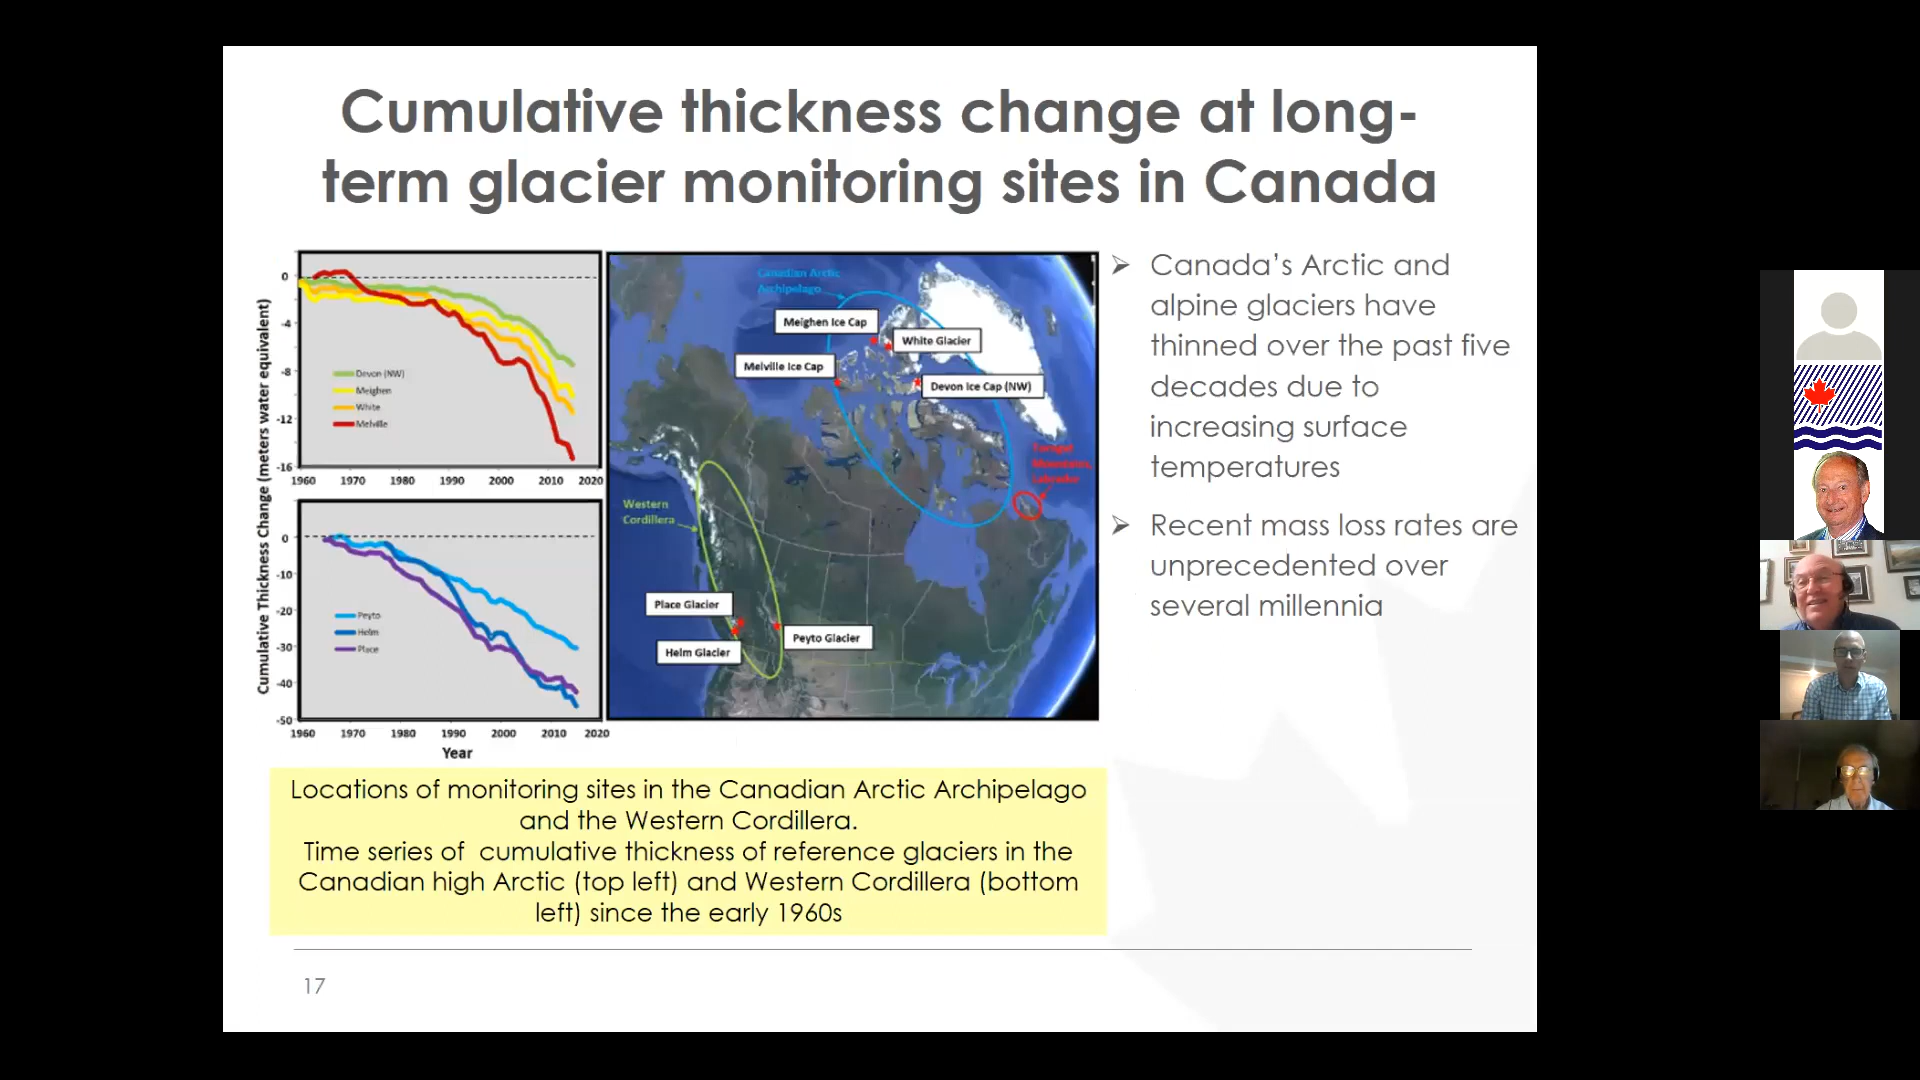 Cumulative thickness change at long-
term glacier monitoring sites in Canada
Cumulative Thickness Change (meters water equivalent)
0
-4
-8
-12
-16
Devon (NW)
Meighen
White
Melville
1960 1970 1980 1990 2000 2010 2020
0
-10
-20
-30
-40
-50
Peyto
Helm
Place
1960 1970 1980 1990 2000 2010 2020
Year
Canadian Arctic
Archipelago
Meighen Ice Cap
White Glacier
Melville Ice Cap
Devon Ice Cap (NW)
Torngat
Mountains,
Labrador
Western
Cordillera
Place Glacier
Peyto Glacier
Helm Glacier
➢ Canada’s Arctic and
alpine glaciers have
thinned over the past five
decades due to
increasing surface
temperatures
➢ Recent mass loss rates are
unprecedented over
several millennia
Locations of monitoring sites in the Canadian Arctic Archipelago
and the Western Cordillera.
Time series of cumulative thickness of reference glaciers in the
Canadian high Arctic (top left) and Western Cordillera (bottom
left) since the early 1960s
17